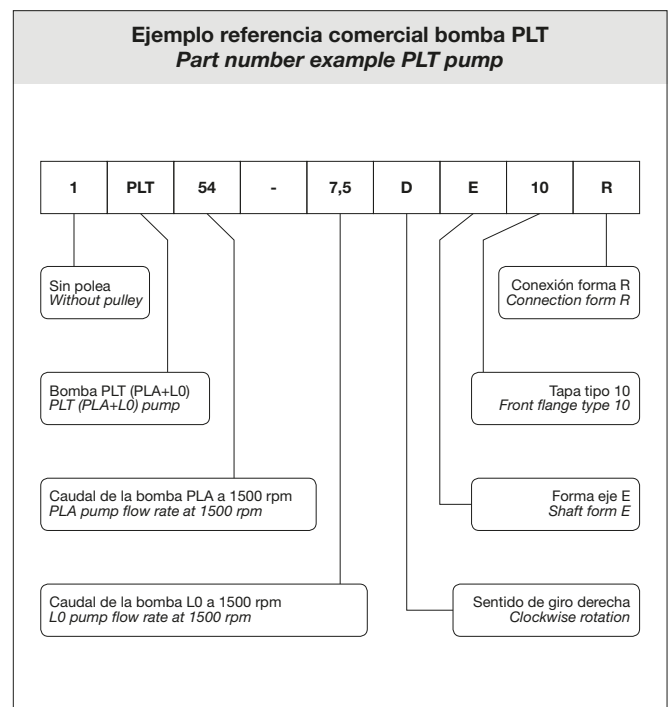 Ejemplo referencia comercial bomba PLT
Part number example PLT pump
1 PLT 54 - 7,5 D E 10 R
Sin polea
Without pulley
Conexión forma R
Connection form R
Bomba PLT (PLA+L0)
PLT (PLA+L0) pump
Tapa tipo 10
Front flange type 10
Caudal de la bomba PLA a 1500 rpm
PLA pump flow rate at 1500 rpm
Forma eje E
Shaft form E
Caudal de la bomba L0 a 1500 rpm
L0 pump flow rate at 1500 rpm
Sentido de giro derecha
Clockwise rotation